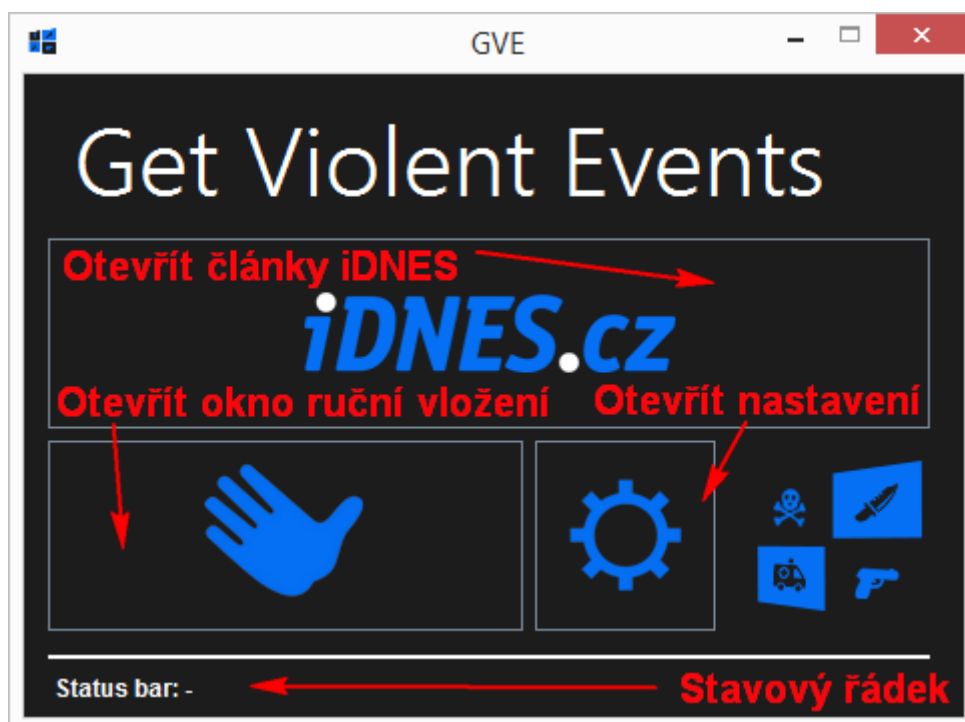 GVE
Get Violent Events
Otevřít články iDNES
iDNES.cz
Otevřít okno ruční vložení
Otevřít nastavení
Status bar: -
Stavový řádek